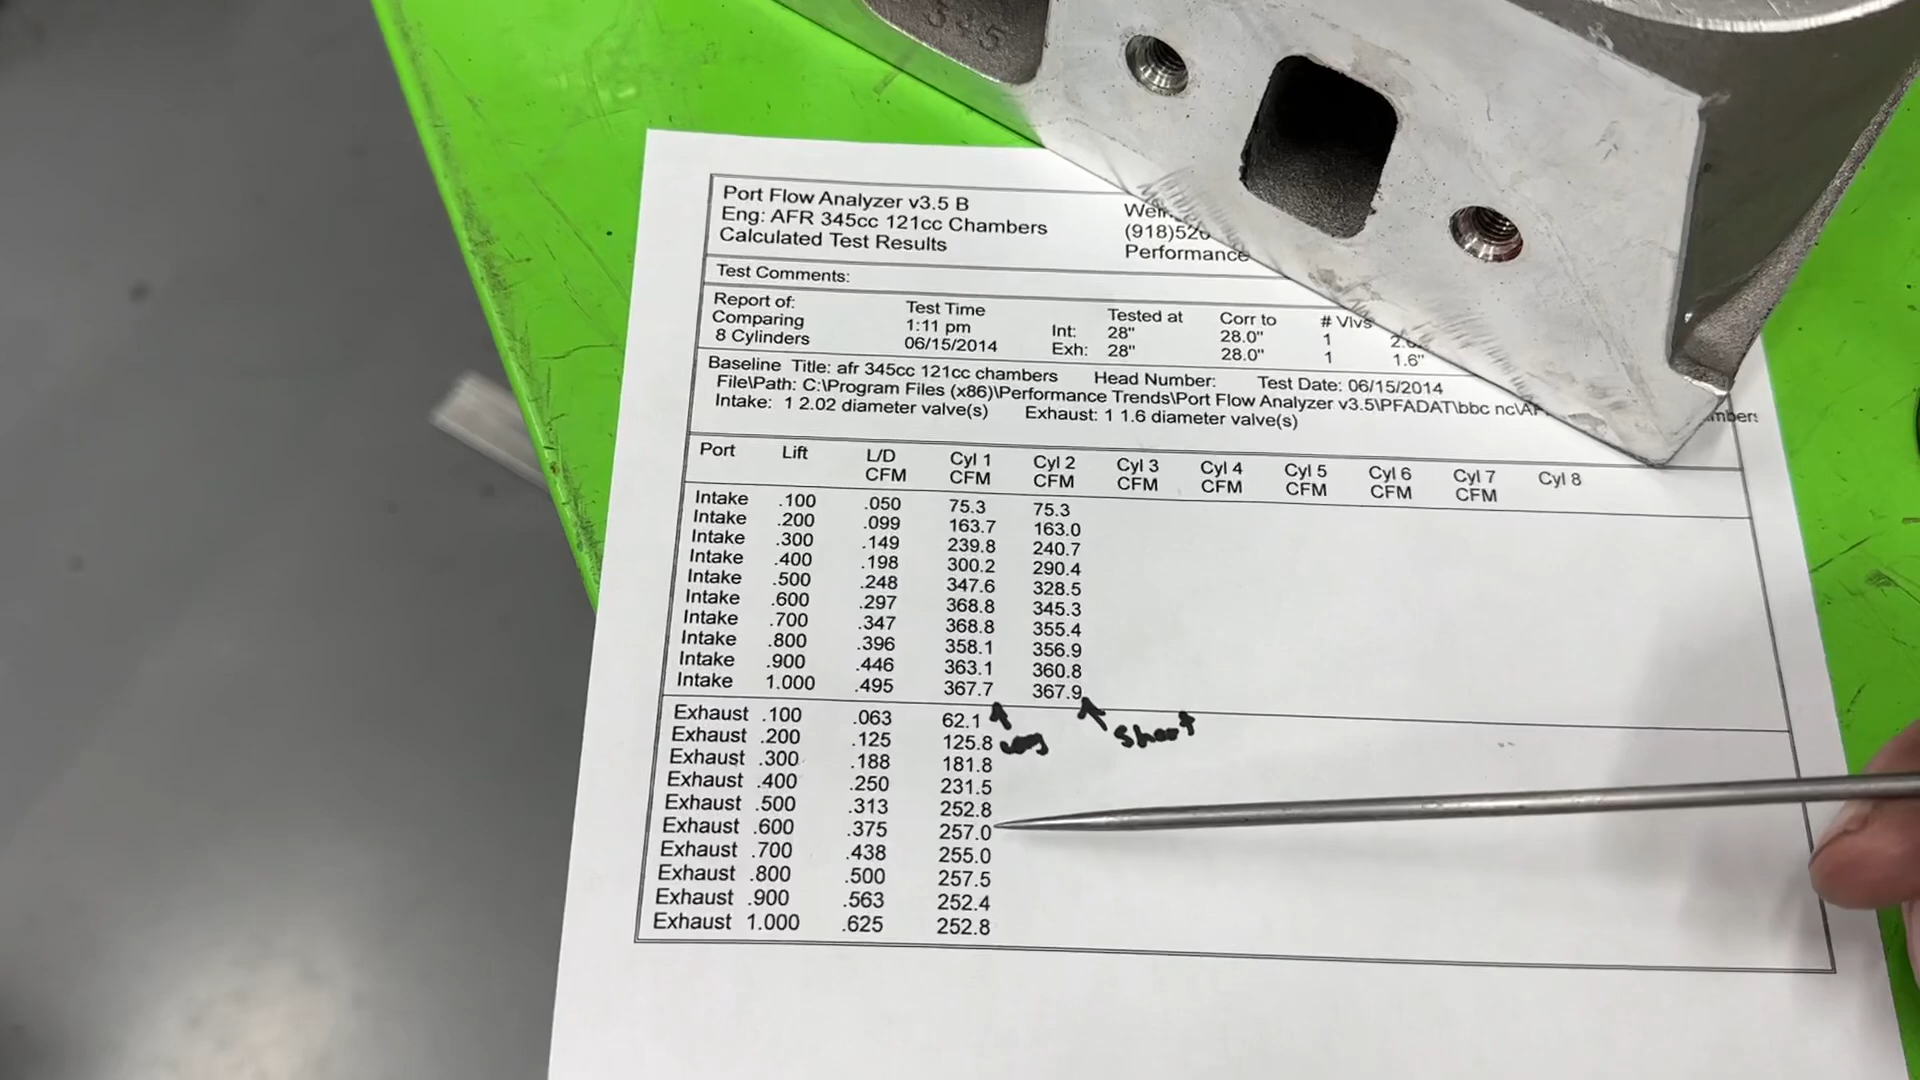 345
Port Flow Analyzer v3.5 B
Eng: AFR 345cc 121cc Chambers (918)526
Calculated Test Results Performance
Test Comments:
Report of: Test Time Tested at Corr to # Vlvs
Comparing 1:11 pm Int: 28" 28.0" 1
8 Cylinders 06/15/2014 Exh: 28" 28.0" 1 1.6"
Baseline Title: afr 345cc 121cc chambers Head Number: Test Date: 06/15/2014
File\Path: C:\Program Files (x86)\Performance Trends\Port Flow Analyzer v3.5\PFADAT\bbc nc\AF mbers
Intake: 1 2.02 diameter valve(s) Exhaust: 1 1.6 diameter valve(s)
Port Lift L/D Cyl 1 Cyl 2 Cyl 3 Cyl 4 Cyl 5 Cyl 6 Cyl 7 Cyl 8
CFM CFM CFM CFM CFM CFM CFM CFM
Intake .100 .050 75.3 75.3
Intake .200 .099 163.7 163.0
Intake .300 .149 239.8 240.7
Intake .400 .198 300.2 290.4
Intake .500 .248 347.6 328.5
Intake .600 .297 368.8 345.3
Intake .700 .347 368.8 355.4
Intake .800 .396 358.1 356.9
Intake .900 .446 363.1 360.8
Intake 1.000 .495 367.7 367.9
Exhaust .100 .063 62.1
Exhaust .200 .125 125.8 long short
Exhaust .300 .188 181.8
Exhaust .400 .250 231.5
Exhaust .500 .313 252.8
Exhaust .600 .375 257.0
Exhaust .700 .438 255.0
Exhaust .800 .500 257.5
Exhaust .900 .563 252.4
Exhaust 1.000 .625 252.8